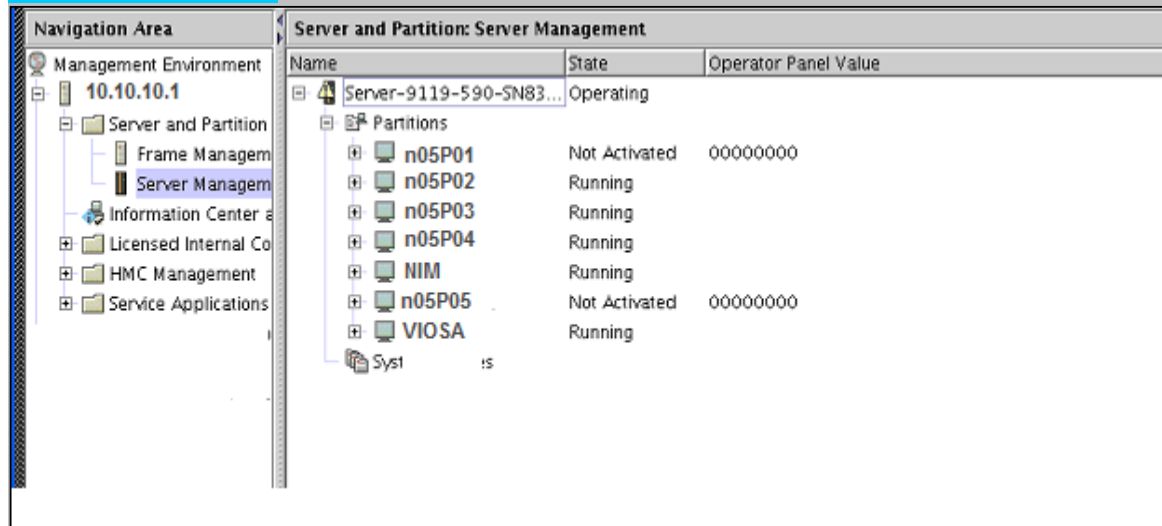 Navigation Area
Management Environment
10.10.10.1
Server and Partition
Frame Managem
Server Managem
Information Center a
Licensed Internal Co
HMC Management
Service Applications
Server and Partition: Server Management
Name State Operator Panel Value
Server-9119-590-SN83... Operating
Partitions
n05P01 Not Activated 00000000
n05P02 Running
n05P03 Running
n05P04 Running
NIM Running
n05P05 Not Activated 00000000
VIOSA Running
Syst